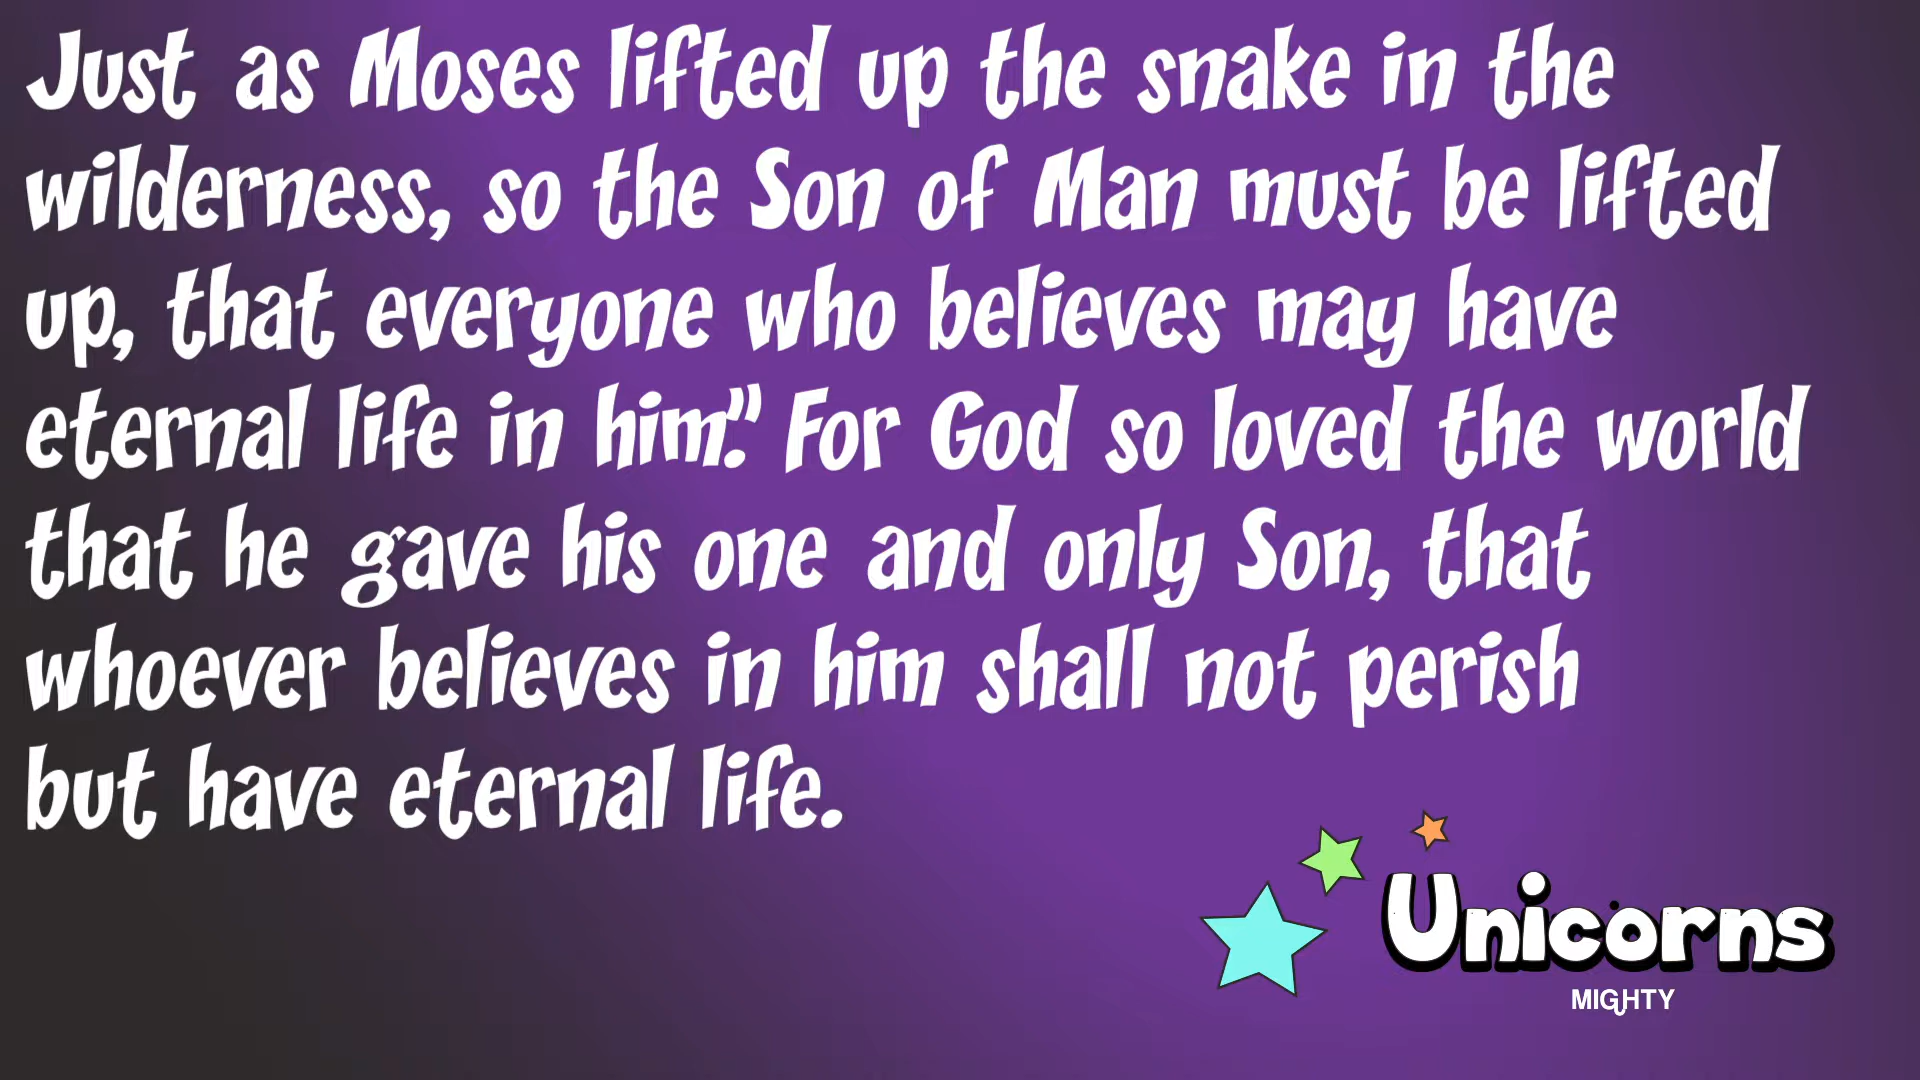 Just as Moses lifted up the snake in the
wilderness, so the Son of Man must be lifted
up, that everyone who believes may have
eternal life in him." For God so loved the world
that he gave his one and only Son, that
whoever believes in him shall not perish
but have eternal life.
Unicorns
MIGHTY